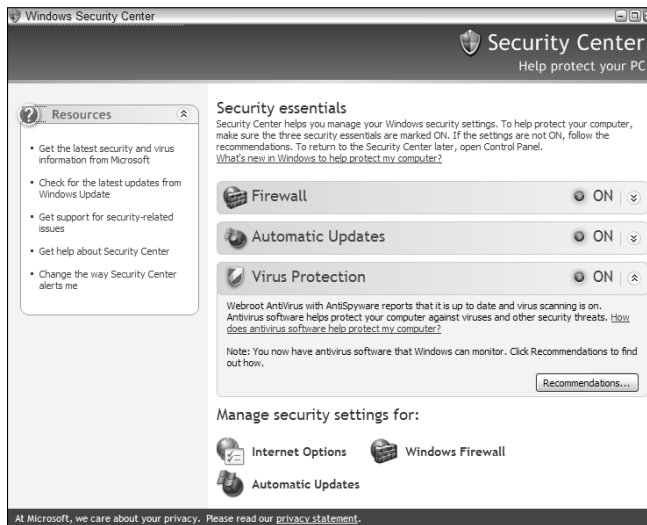 Windows Security Center
Security Center
Help protect your PC
Resources
Get the latest security and virus
information from Microsoft
Check for the latest updates from
Windows Update
Get support for security-related
issues
Get help about Security Center
Change the way Security Center
alerts me
Security essentials
Security Center helps you manage your Windows security settings. To help protect your computer,
make sure the three security essentials are marked ON. If the settings are not ON, follow the
recommendations. To return to the Security Center later, open Control Panel.
What's new in Windows to help protect my computer?
Firewall ON
Automatic Updates ON
Virus Protection ON
Webroot AntiVirus with AntiSpyware reports that it is up to date and virus scanning is on.
Antivirus software helps protect your computer against viruses and other security threats. How
does antivirus software help protect my computer?
Note: You now have antivirus software that Windows can monitor. Click Recommendations to find
out how.
Recommendations...
Manage security settings for:
Internet Options
Windows Firewall
Automatic Updates
At Microsoft, we care about your privacy. Please read our privacy statement.